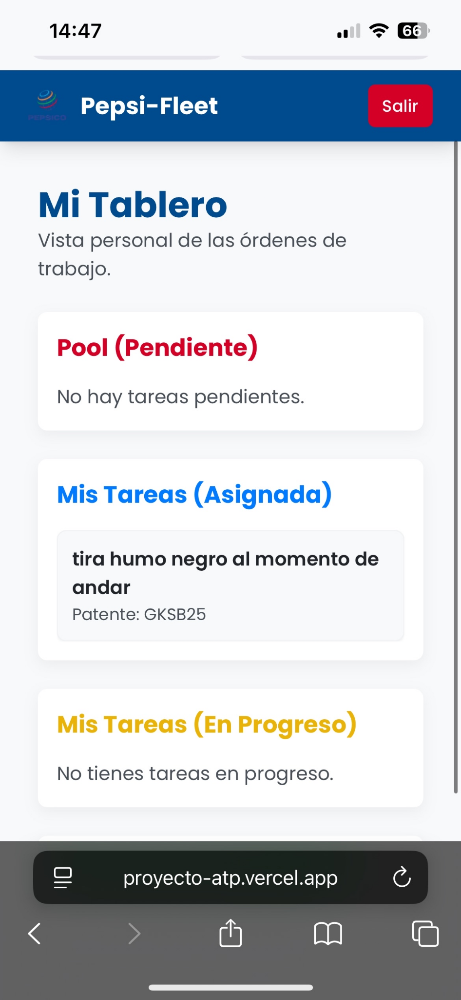 14:47
66
PEPSICO
Pepsi-Fleet
Salir
Mi Tablero
Vista personal de las órdenes de
trabajo.
Pool (Pendiente)
No hay tareas pendientes.
Mis Tareas (Asignada)
tira humo negro al momento de
andar
Patente: GKSB25
Mis Tareas (En Progreso)
No tienes tareas en progreso.
proyecto-atp.vercel.app